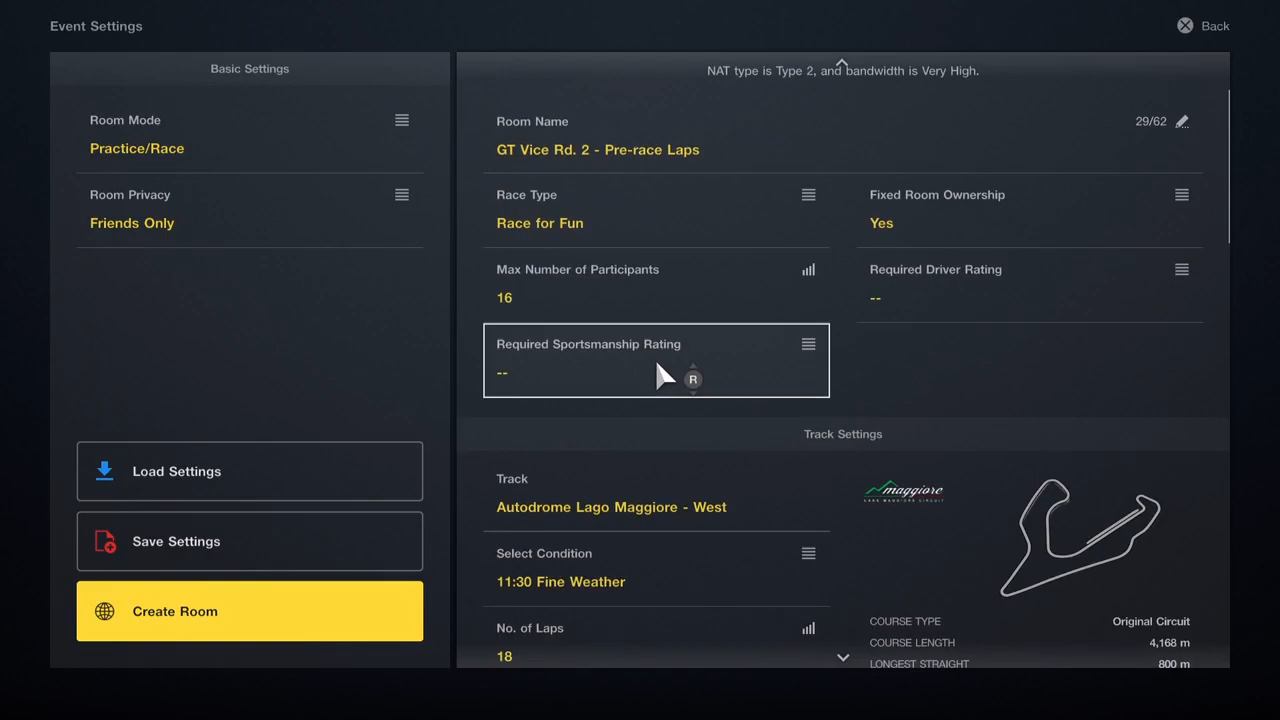 Event Settings
Back
Basic Settings
Room Mode
Practice/Race
Room Privacy
Friends Only
Load Settings
Save Settings
Create Room
NAT type is Type 2, and bandwidth is Very High.
Room Name
29/62
GT Vice Rd. 2 - Pre-race Laps
Race Type
Race for Fun
Fixed Room Ownership
Yes
Max Number of Participants
16
Required Driver Rating
--
Required Sportsmanship Rating
--
R
Track Settings
Track
Autodrome Lago Maggiore - West
Select Condition
11:30 Fine Weather
No. of Laps
18
maggiore
LAKE MAGGIORE CIRCUIT
COURSE TYPE Original Circuit
COURSE LENGTH 4,168 m
LONGEST STRAIGHT 800 m